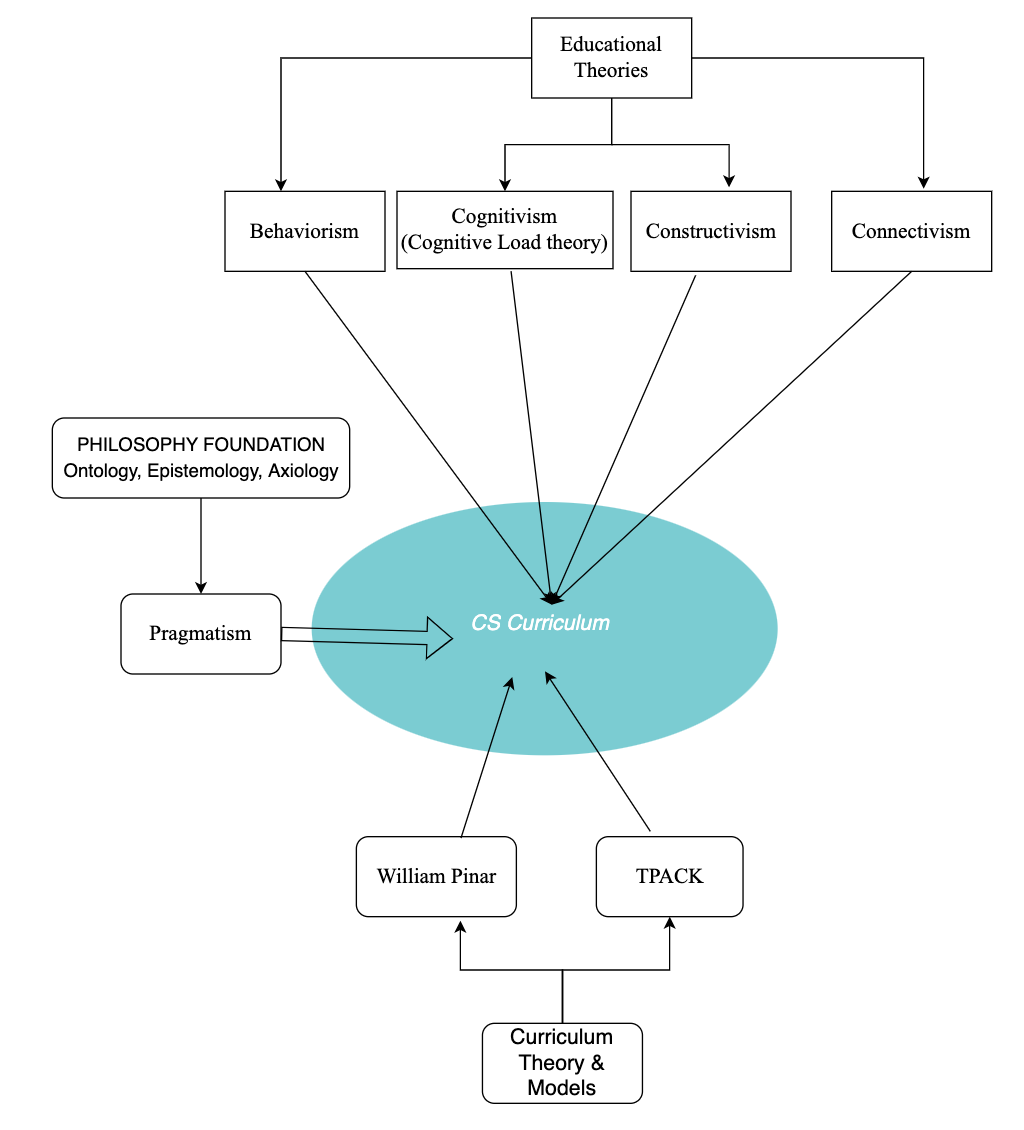 Educational
Theories
Behaviorism
Cognitivism
(Cognitive Load theory)
Constructivism
Connectivism
PHILOSOPHY FOUNDATION
Ontology, Epistemology, Axiology
Pragmatism
CS Curriculum
William Pinar
TPACK
Curriculum
Theory &
Models